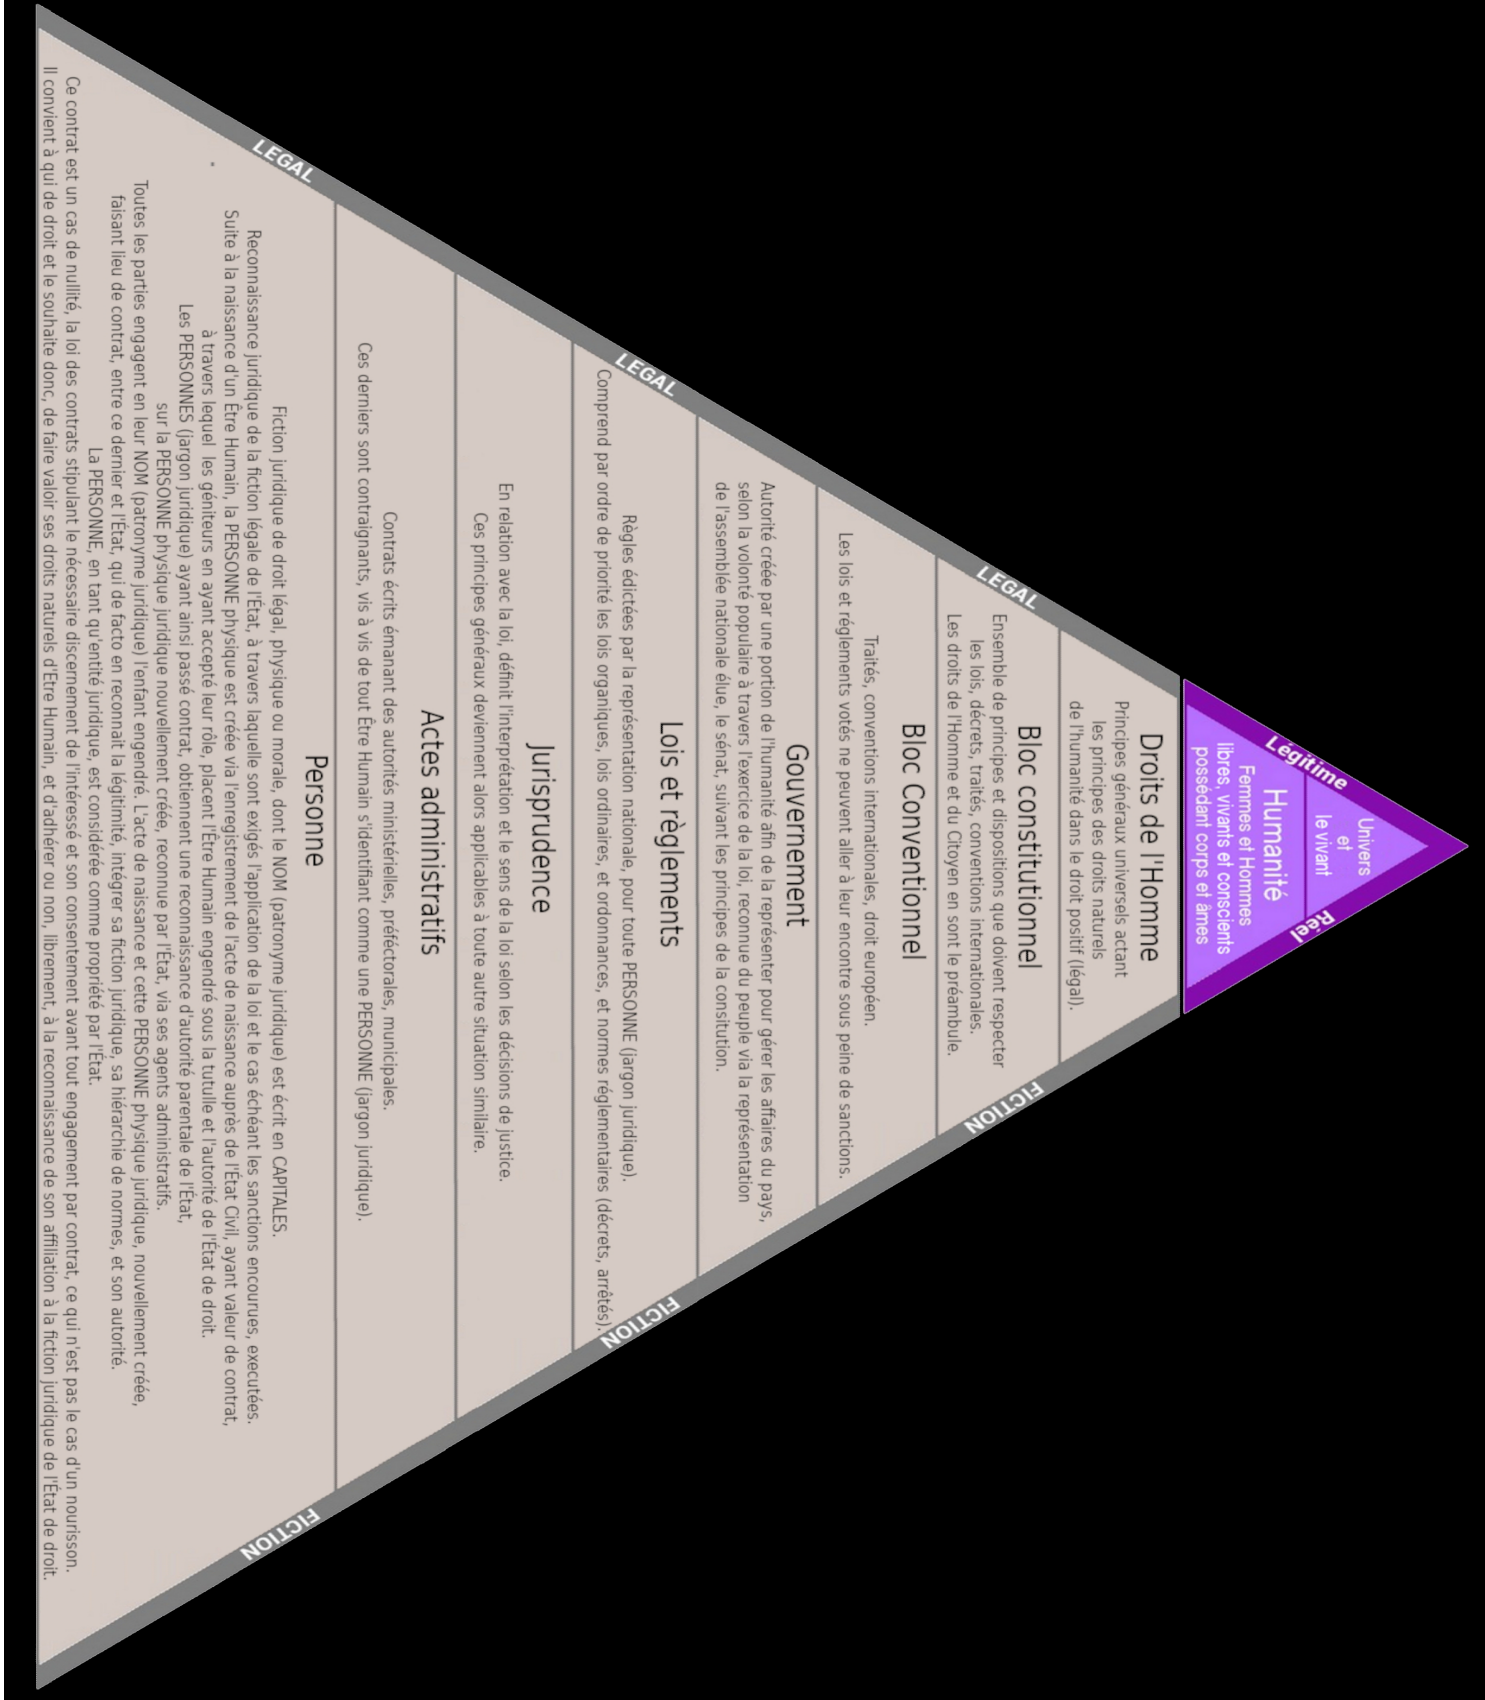 Univers
et
le vivant
Légitime
Réel
Humanité
Femmes et Hommes
libres, vivants et conscients
possédant corps et âmes
Droits de l'Homme
Principes généraux universels actant
les principes des droits naturels
de l'humanité dans le droit positif (légal).
LEGAL
FICTION
Bloc constitutionnel
Ensemble de principes et dispositions que doivent respecter
les lois, décrets, traités, conventions internationales.
Les droits de l'Homme et du Citoyen en sont le préambule.
Bloc Conventionnel
Traités, conventions internationales, droit européen.
Les lois et réglements votés ne peuvent aller à leur encontre sous peine de sanctions.
Gouvernement
Autorité créée par une portion de l'humanité afin de la représenter pour gérer les affaires du pays,
selon la volonté populaire à travers l'exercice de la loi, reconnue du peuple via la représentation
de l'assemblée nationale élue, le sénat, suivant les principes de la consitution.
LEGAL
FICTION
Lois et règlements
Règles édictées par la représentation nationale, pour toute PERSONNE (jargon juridique).
Comprend par ordre de priorité les lois organiques, lois ordinaires, et ordonnances, et normes réglementaires (décrets, arrêtés).
Jurisprudence
En relation avec la loi, définit l'interprétation et le sens de la loi selon les décisions de justice.
Ces principes généraux deviennent alors applicables à toute autre situation similaire.
Actes administratifs
Contrats écrits émanant des autorités ministérielles, préféctorales, municipales.
Ces derniers sont contraignants, vis à vis de tout Être Humain s'identifiant comme une PERSONNE (jargon juridique).
LEGAL
FICTION
Personne
Fiction juridique de droit légal, physique ou morale, dont le NOM (patronyme juridique) est écrit en CAPITALES.
Reconnaissance juridique de la fiction légale de l'État, à travers laquelle sont exigés l'application de la loi et le cas échéant les sanctions encourues, executées.
Suite à la naissance d'un Être Humain, la PERSONNE physique est créée via l'enregistrement de l'acte de naissance auprès de l'État Civil, ayant valeur de contrat,
à travers lequel les géniteurs en ayant accepté leur rôle, placent l'Être Humain engendré sous la tutulle et l'autorité de l'État de droit.
Les PERSONNES (jargon juridique) ayant ainsi passé contrat, obtiennent une reconnaissance d'autorité parentale de l'État,
sur la PERSONNE physique juridique nouvellement créée, reconnue par l'État, via ses agents administratifs.
Toutes les parties engagent en leur NOM (patronyme juridique) l'enfant engendré. L'acte de naissance et cette PERSONNE physique juridique, nouvellement créée,
faisant lieu de contrat, entre ce dernier et l'État, qui de facto en reconnait la légitimité, intégrer sa fiction juridique, sa hiérarchie de normes, et son autorité.
La PERSONNE, en tant qu'entité juridique, est considérée comme propriété par l'État.
Ce contrat est un cas de nullité, la loi des contrats stipulant le nécessaire discernement de l'intéressé et son consentement avant tout engagement par contrat, ce qui n'est pas le cas d'un nourisson.
Il convient à qui de droit et le souhaite donc, de faire valoir ses droits naturels d'Etre Humain, et d'adhérer ou non, librement, à la reconnaissance de son affiliation à la fiction juridique de l'État de droit.